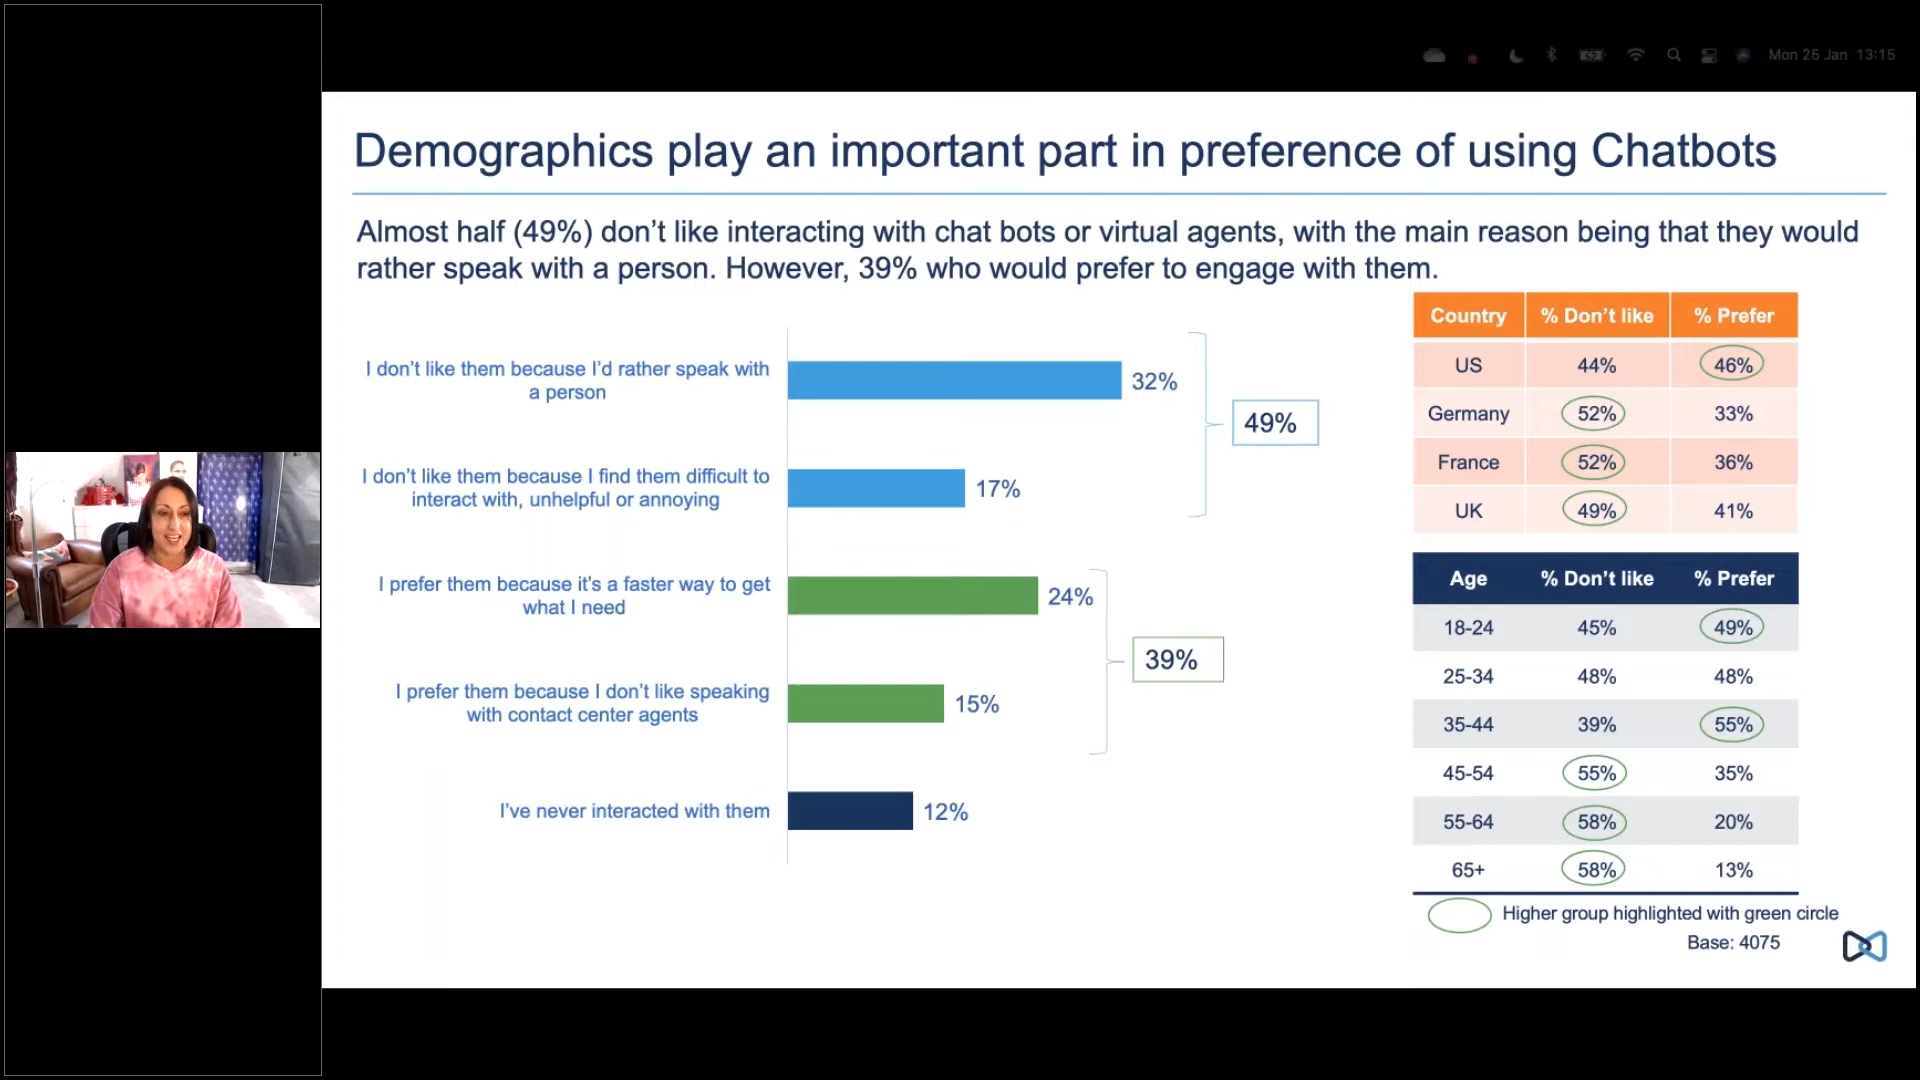 Mon 25 Jan 13:15
Demographics play an important part in preference of using Chatbots
Almost half (49%) don’t like interacting with chat bots or virtual agents, with the main reason being that they would
rather speak with a person. However, 39% who would prefer to engage with them.
I don’t like them because I’d rather speak with
a person
32%
I don’t like them because I find them difficult to
interact with, unhelpful or annoying
17%
49%
I prefer them because it’s a faster way to get
what I need
24%
I prefer them because I don’t like speaking
with contact center agents
15%
39%
I’ve never interacted with them
12%
Country % Don’t like % Prefer
US 44% 46%
Germany 52% 33%
France 52% 36%
UK 49% 41%
Age % Don’t like % Prefer
18-24 45% 49%
25-34 48% 48%
35-44 39% 55%
45-54 55% 35%
55-64 58% 20%
65+ 58% 13%
Higher group highlighted with green circle
Base: 4075